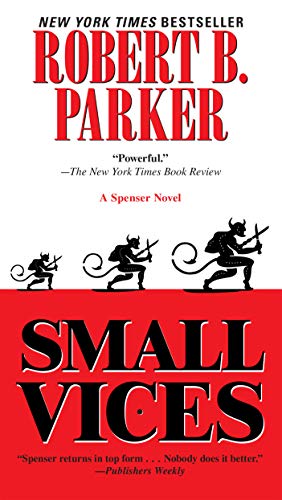 NEW YORK TIMES BESTSELLER
ROBERT B.
PARKER
“Powerful.”
—The New York Times Book Review
A Spenser Novel
SMALL
VICES
“Spenser returns in top form . . . Nobody does it better.”
—Publishers Weekly